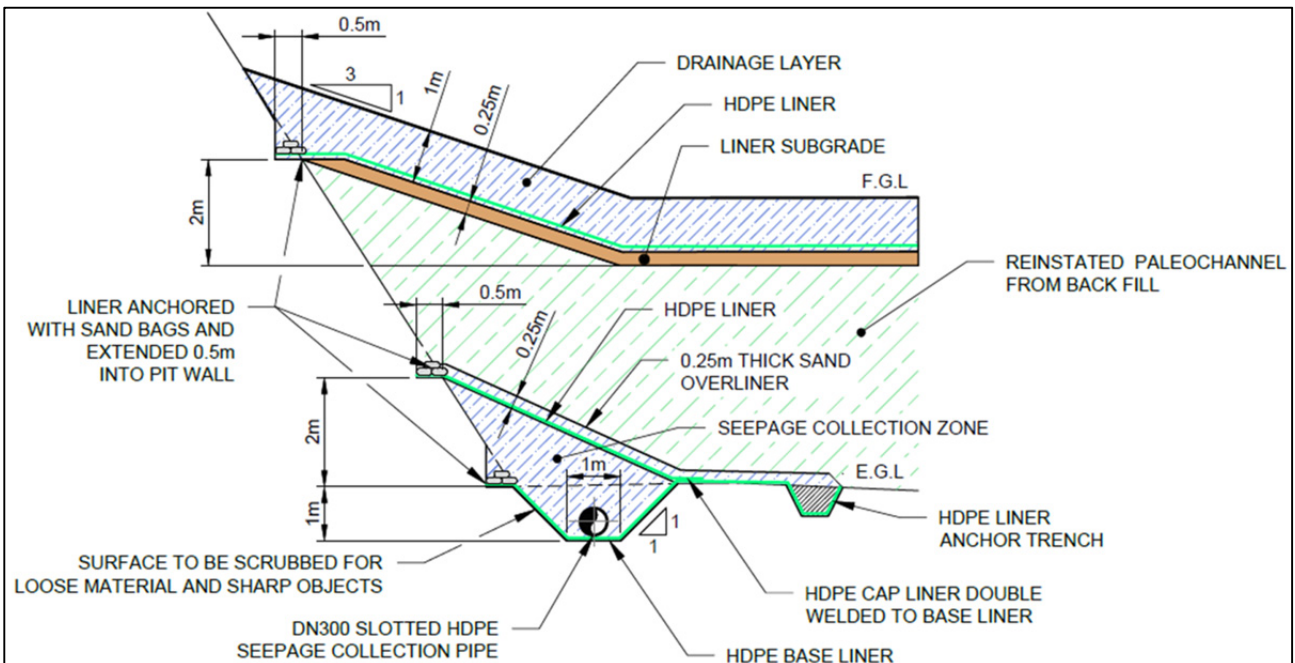 0.5m
3
1
1m
0.25m
DRAINAGE LAYER
HDPE LINER
LINER SUBGRADE
F.G.L
2m
REINSTATED PALEOCHANNEL
FROM BACK FILL
LINER ANCHORED
WITH SAND BAGS AND
EXTENDED 0.5m
INTO PIT WALL
0.5m
0.25m
HDPE LINER
0.25m THICK SAND
OVERLINER
SEEPAGE COLLECTION ZONE
2m
1m
E.G.L
1m
1
1
HDPE LINER
ANCHOR TRENCH
SURFACE TO BE SCRUBBED FOR
LOOSE MATERIAL AND SHARP OBJECTS
HDPE CAP LINER DOUBLE
WELDED TO BASE LINER
DN300 SLOTTED HDPE
SEEPAGE COLLECTION PIPE
HDPE BASE LINER